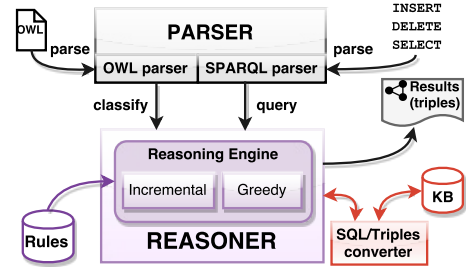 OWL
parse
PARSER
OWL parser
SPARQL parser
INSERT
DELETE
SELECT
parse
classify
query
Results
(triples)
Reasoning Engine
Incremental
Greedy
REASONER
Rules
KB
SQL/Triples
converter